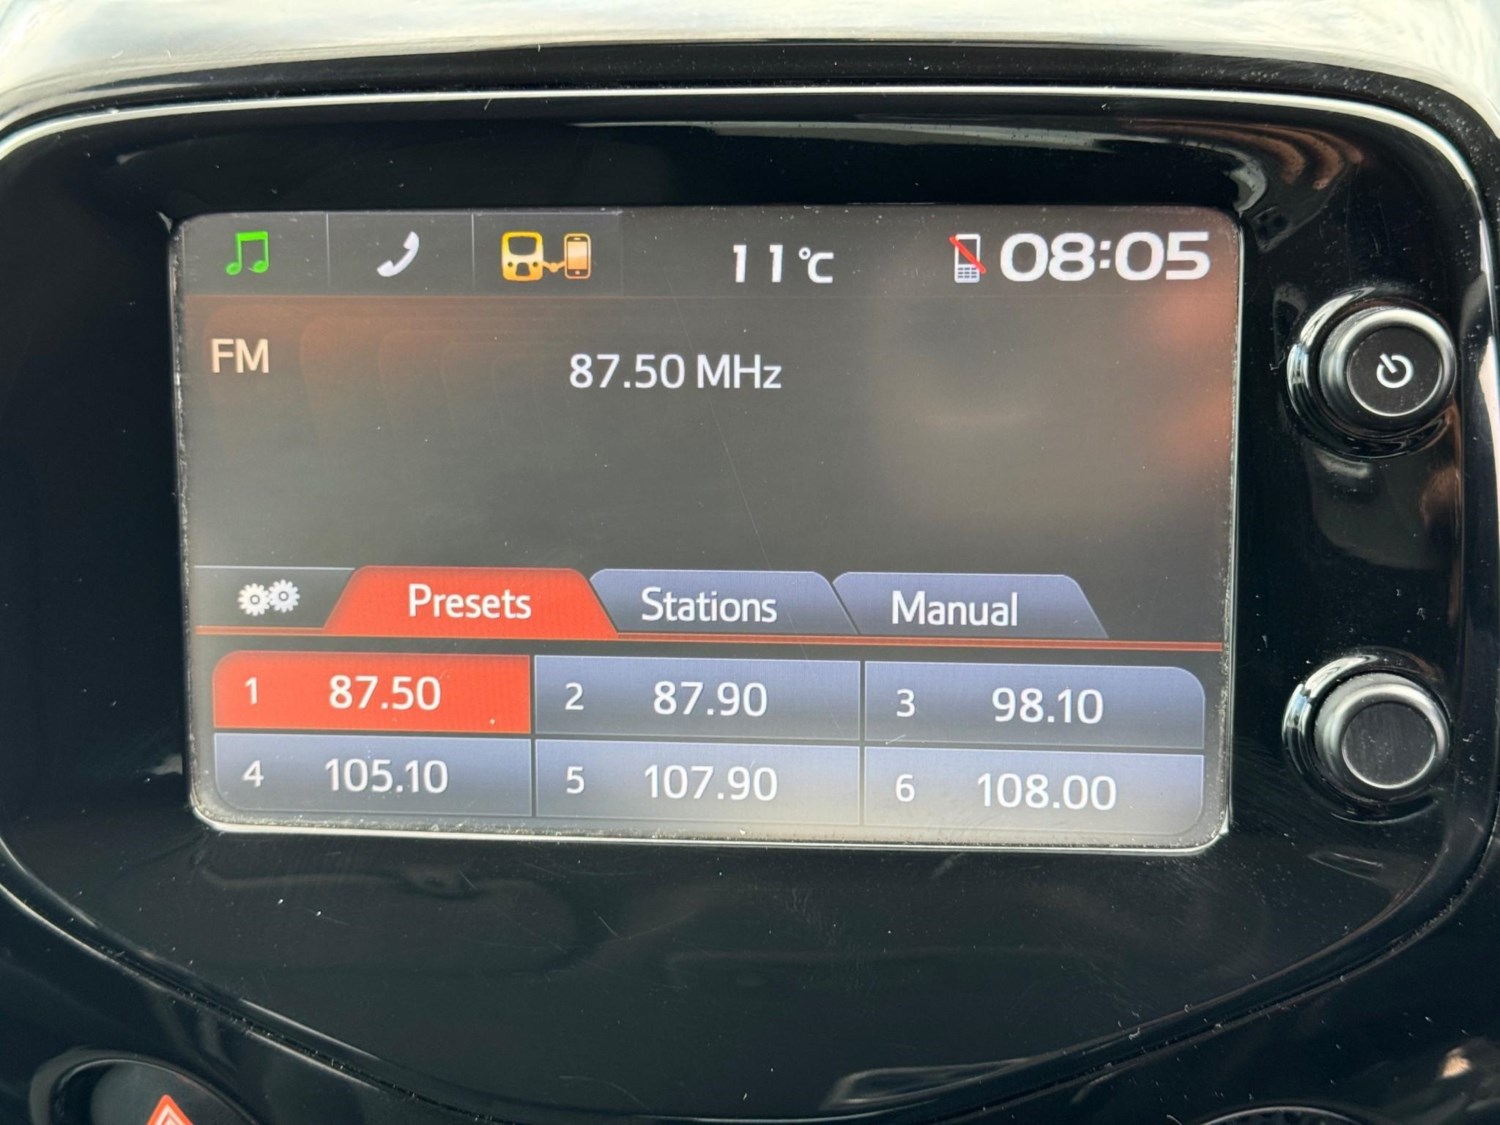 11°C 08:05
FM
87.50 MHz
Presets Stations Manual
1 87.50 2 87.90 3 98.10
4 105.10 5 107.90 6 108.00